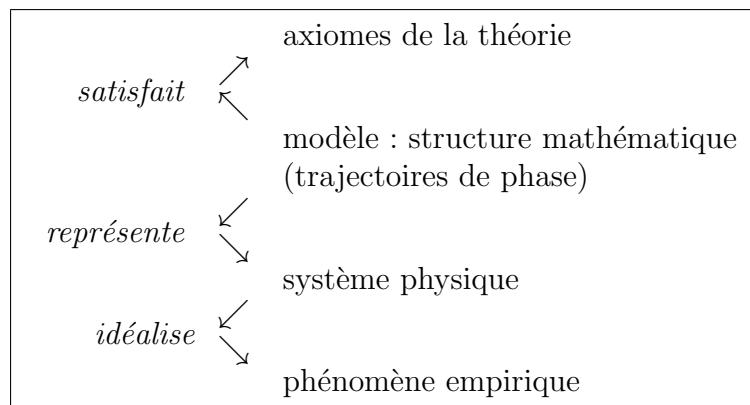 axiomes de la théorie
satisfait
modèle : structure mathématique
(trajectoires de phase)
représente
système physique
idéalise
phénomène empirique